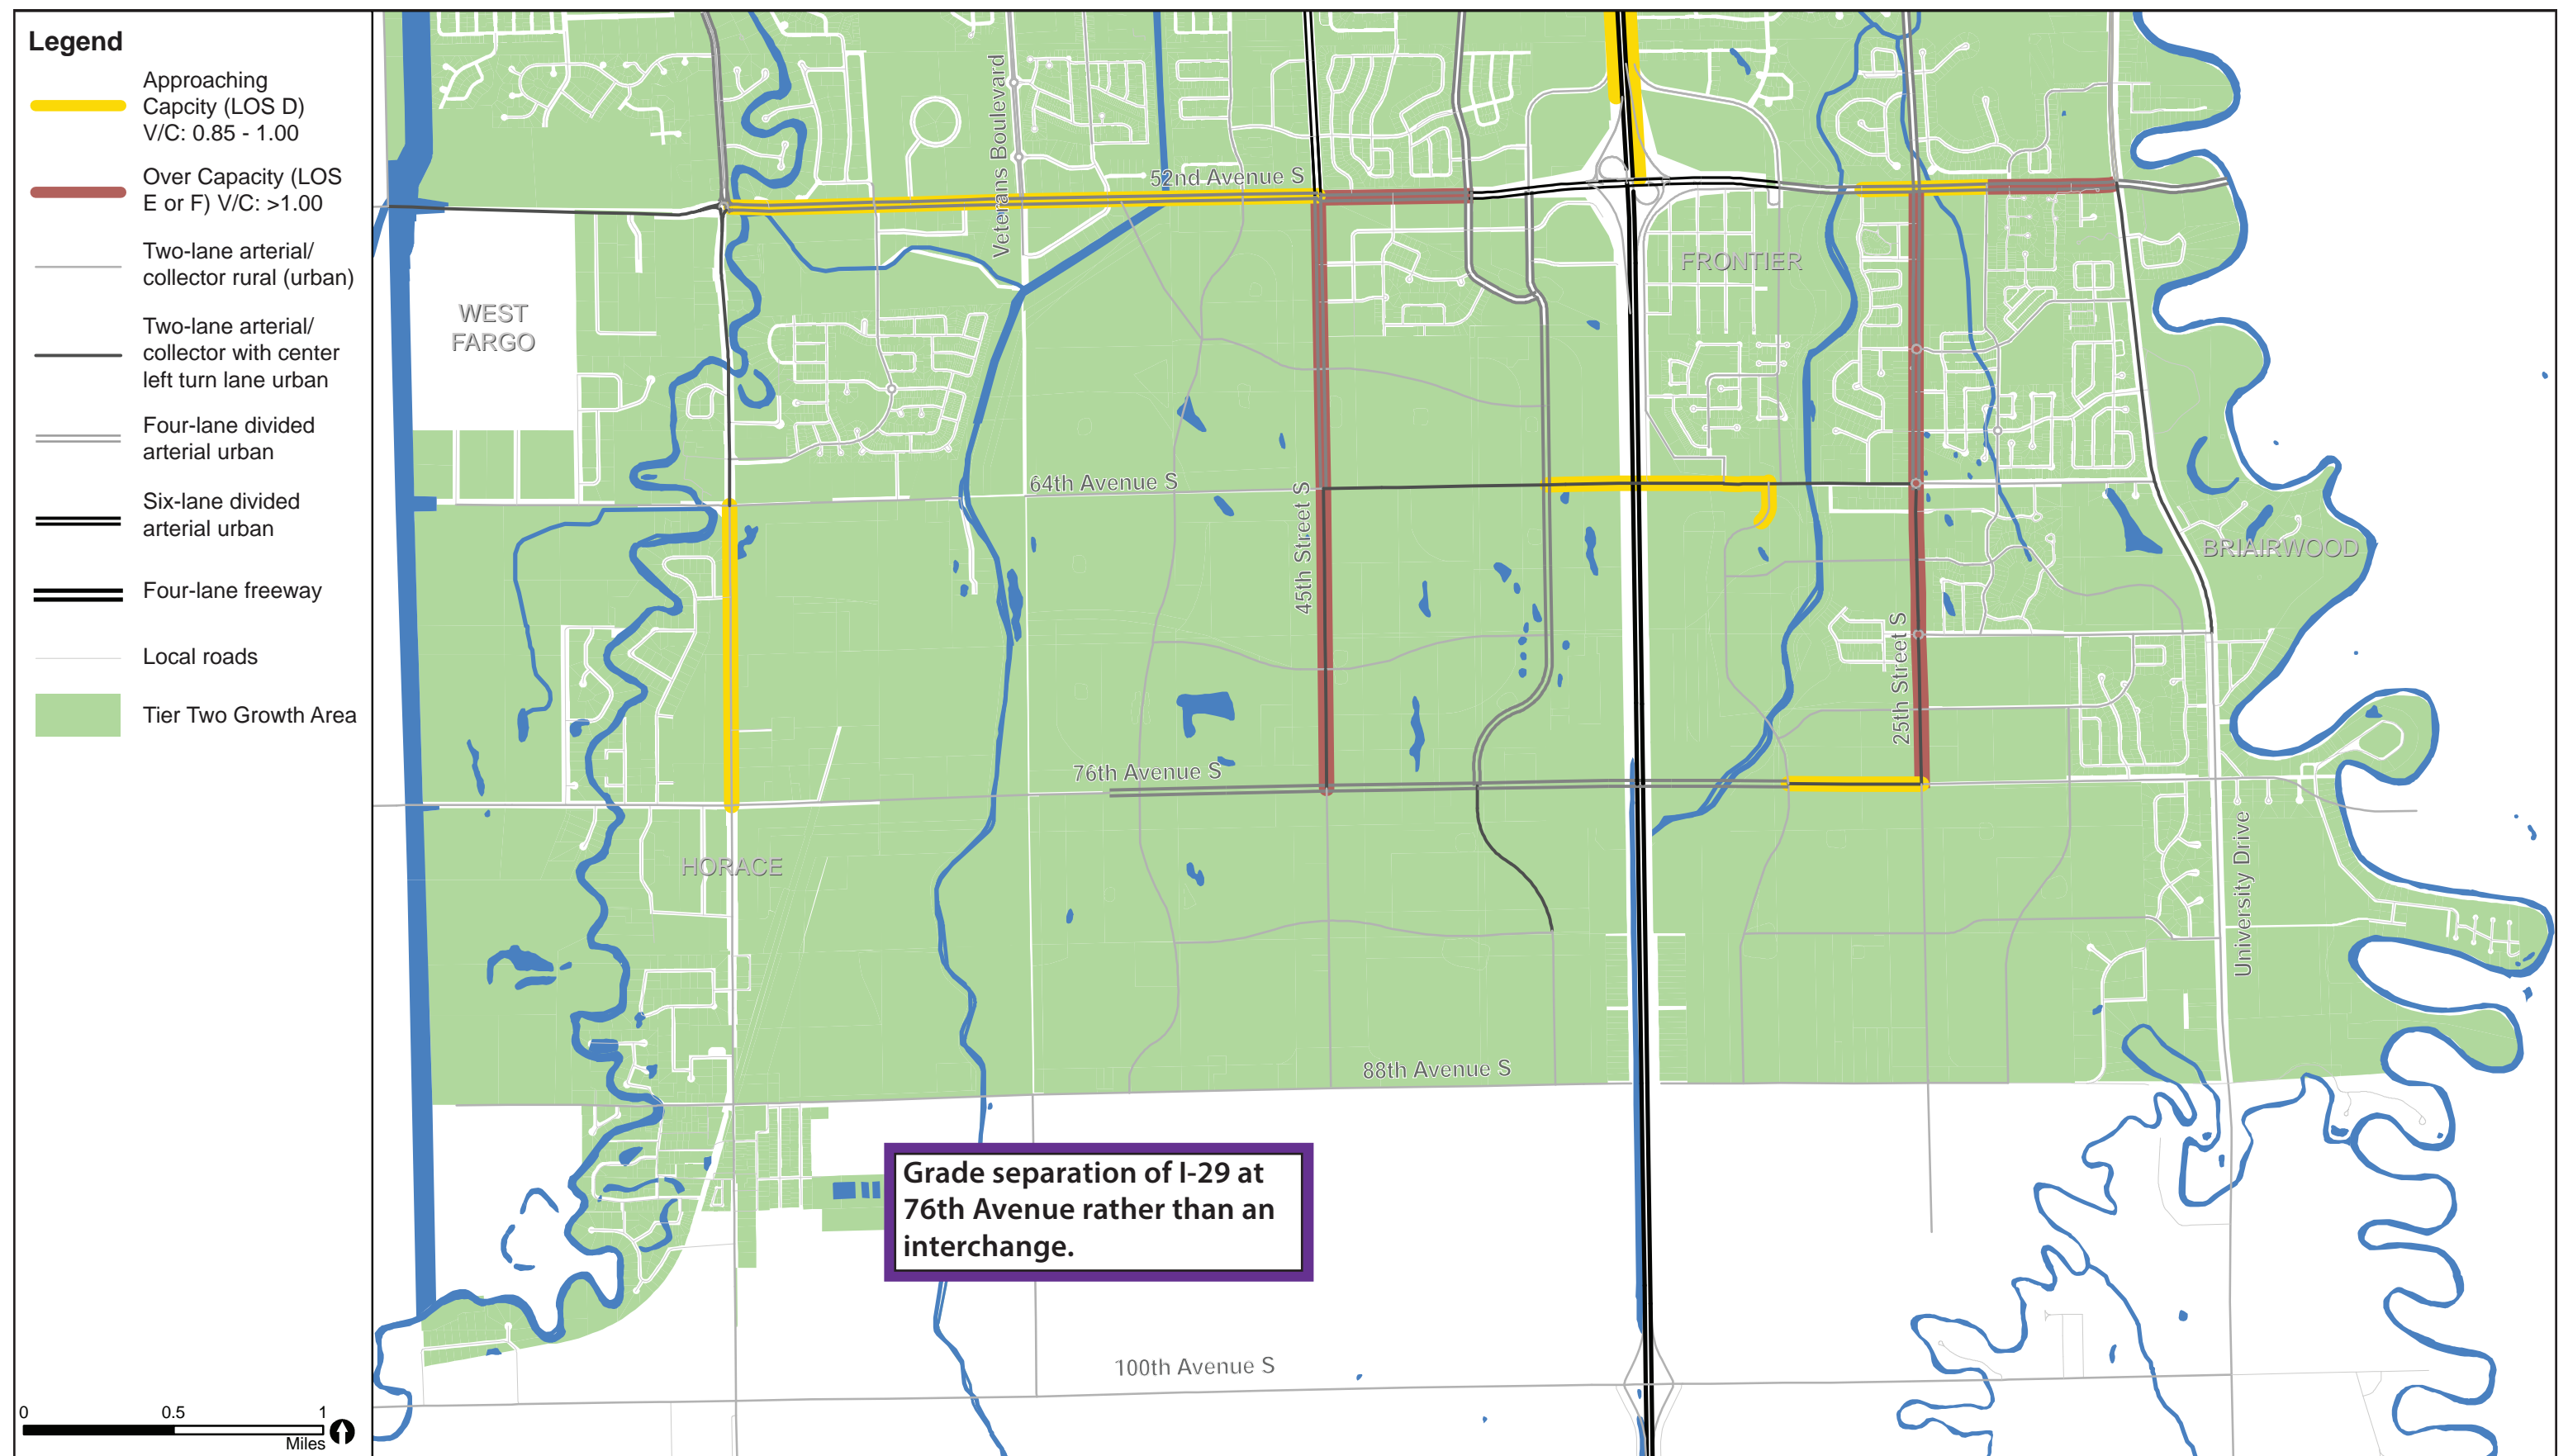 Legend
Approaching
Capcity (LOS D)
V/C: 0.85 - 1.00
Over Capacity (LOS
E or F) V/C: >1.00
Two-lane arterial/
collector rural (urban)
Two-lane arterial/
collector with center
left turn lane urban
Four-lane divided
arterial urban
Six-lane divided
arterial urban
Four-lane freeway
Local roads
Tier Two Growth Area
0 0.5 1
Miles
Veterans Boulevard
52nd Avenue S
FRONTIER
WEST
FARGO
64th Avenue S
45th Street S
BRIAIRWOOD
25th Street S
76th Avenue S
HORACE
University Drive
88th Avenue S
Grade separation of I-29 at
76th Avenue rather than an
interchange.
100th Avenue S